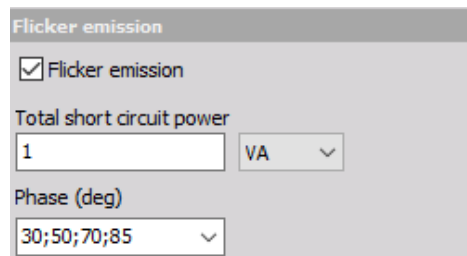 Flicker emission
Flicker emission
Total short circuit power
1 VA
Phase (deg)
30;50;70;85